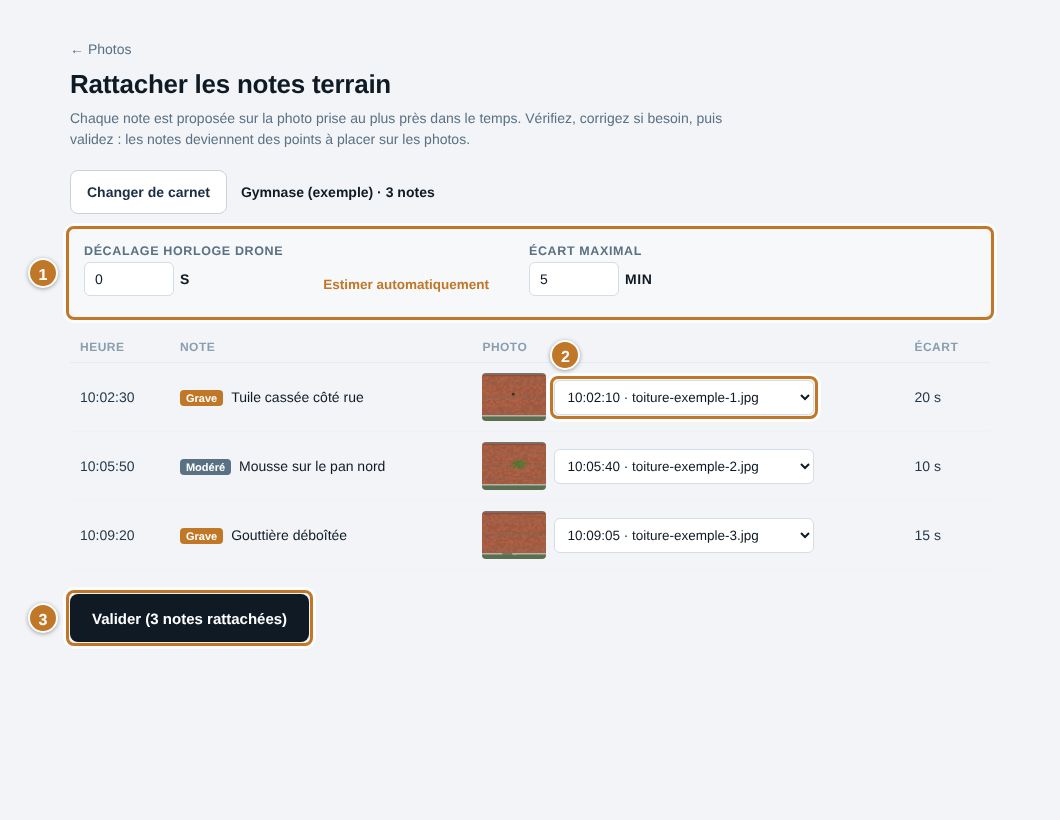 ← Photos
Rattacher les notes terrain
Chaque note est proposée sur la photo prise au plus près dans le temps. Vérifiez, corrigez si besoin, puis
validez : les notes deviennent des points à placer sur les photos.
Changer de carnet Gymnase (exemple) · 3 notes
DÉCALAGE HORLOGE DRONE ÉCART MAXIMAL
1 0 S Estimer automatiquement 5 MIN
HEURE NOTE PHOTO 2 ÉCART
10:02:30 Grave Tuile cassée côté rue 10:02:10 · toiture-exemple-1.jpg 20 s
10:05:50 Modéré Mousse sur le pan nord 10:05:40 · toiture-exemple-2.jpg 10 s
10:09:20 Grave Gouttière déboîtée 10:09:05 · toiture-exemple-3.jpg 15 s
3 Valider (3 notes rattachées)